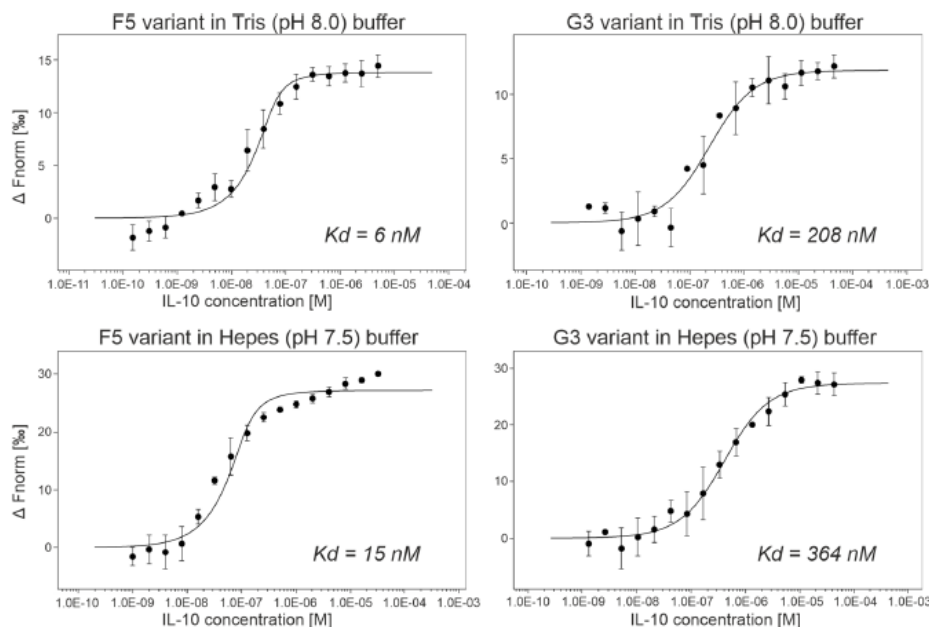 F5 variant in Tris (pH 8.0) buffer
15
10
5
0
Δ Fnorm [‰]
Kd = 6 nM
1.0E-11 1.0E-10 1.0E-09 1.0E-08 1.0E-07 1.0E-06 1.0E-05 1.0E-04
IL-10 concentration [M]
G3 variant in Tris (pH 8.0) buffer
10
5
0
Kd = 208 nM
1.0E-10 1.0E-09 1.0E-08 1.0E-07 1.0E-06 1.0E-05 1.0E-04 1.0E-03
IL-10 concentration [M]
F5 variant in Hepes (pH 7.5) buffer
30
20
10
0
Δ Fnorm [‰]
Kd = 15 nM
1.0E-10 1.0E-09 1.0E-08 1.0E-07 1.0E-06 1.0E-05 1.0E-04 1.0E-03
IL-10 concentration [M]
G3 variant in Hepes (pH 7.5) buffer
30
20
10
0
Kd = 364 nM
1.0E-10 1.0E-09 1.0E-08 1.0E-07 1.0E-06 1.0E-05 1.0E-04 1.0E-03
IL-10 concentration [M]